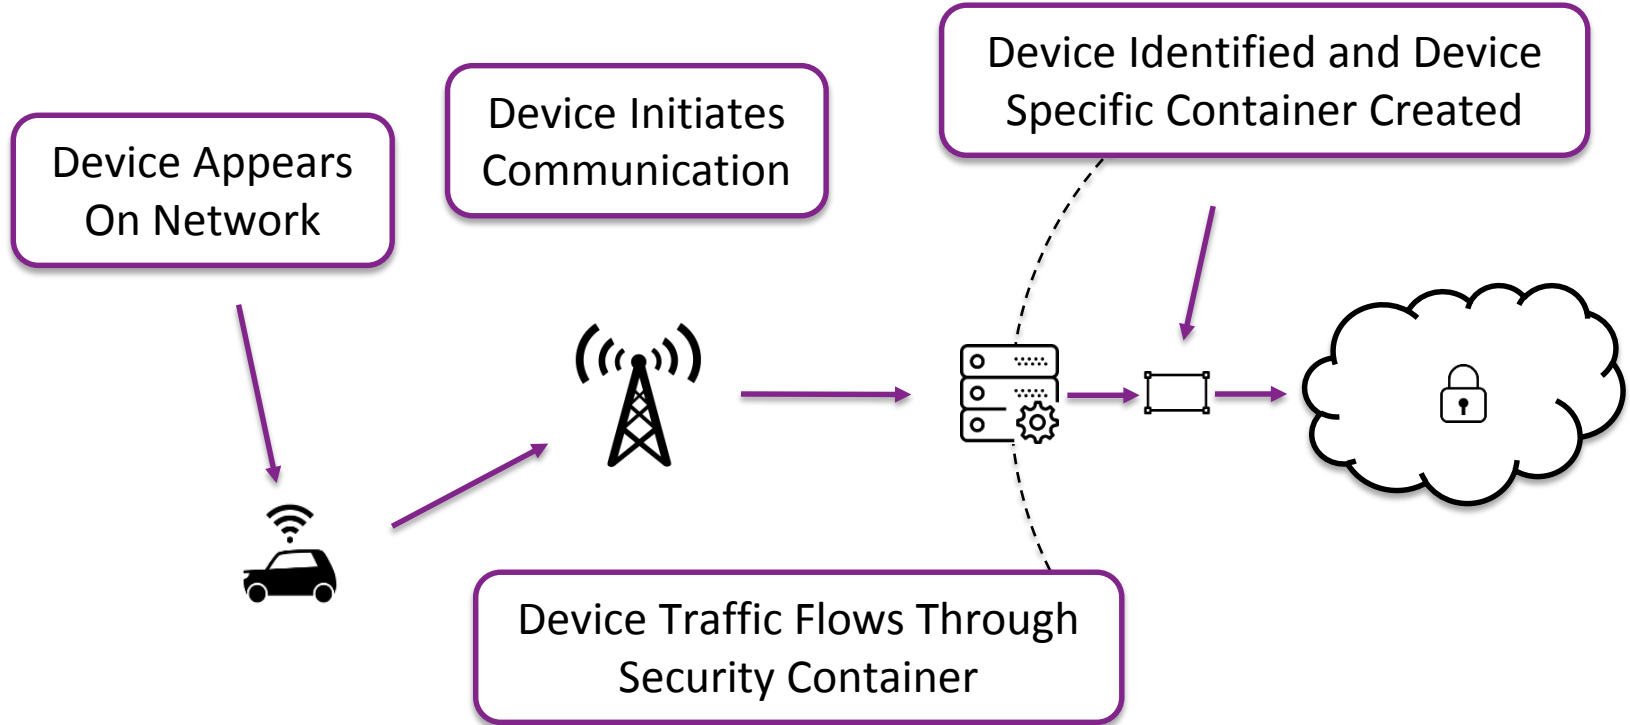 Device Appears
On Network
Device Initiates
Communication
Device Identified and Device
Specific Container Created
Device Traffic Flows Through
Security Container